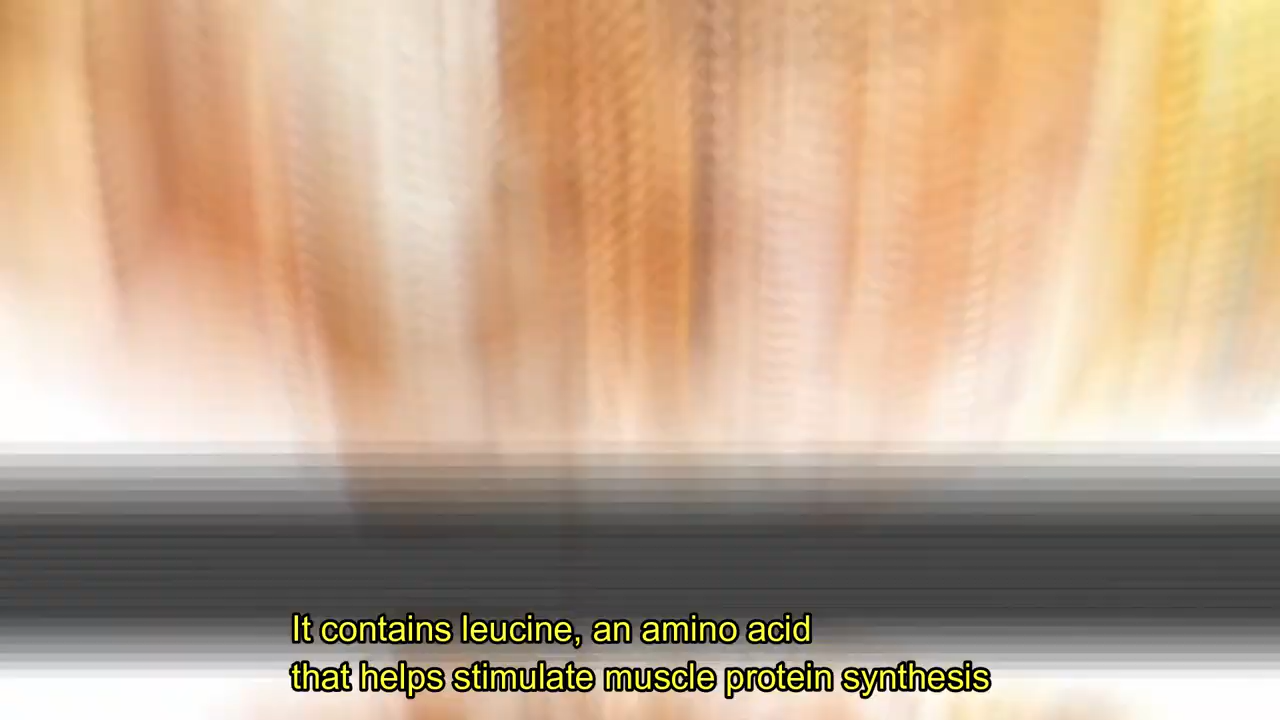 It contains leucine, an amino acid
that helps stimulate muscle protein synthesis